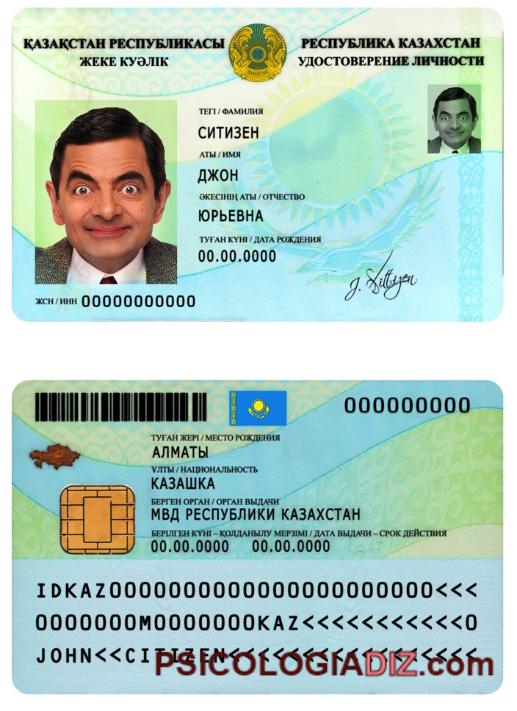 ҚАЗАҚСТАН РЕСПУБЛИКАСЫ РЕСПУБЛИКА КАЗАХСТАН
ЖЕКЕ КУӘЛІК УДОСТОВЕРЕНИЕ ЛИЧНОСТИ
ТЕГІ / ФАМИЛИЯ
СИТИЗЕН
АТЫ / ИМЯ
ДЖОН
ӘКЕСІНІҢ АТЫ / ОТЧЕСТВО
ЮРЬЕВНА
ТУҒАН КҮНІ / ДАТА РОЖДЕНИЯ
00.00.0000
J. Sittizen
ЖСН / ИНН 00000000000
000000000
ТУҒАН ЖЕРІ / МЕСТО РОЖДЕНИЯ
АЛМАТЫ
ҰЛТЫ / НАЦИОНАЛЬНОСТЬ
КАЗАШКА
БЕРГЕН ОРГАН / ОРГАН ВЫДАЧИ
МВД РЕСПУБЛИКИ КАЗАХСТАН
БЕРІЛГЕН КҮНІ – ҚОЛДАНЫЛУ МЕРЗІМІ / ДАТА ВЫДАЧИ – СРОК ДЕЙСТВИЯ
00.00.0000 00.00.0000
IDKAZ0000000000000000000000<<<
0000000M0000000KAZ<<<<<<<<<<<0
JOHN<<CITIZEN<<<<<<<<<<<<<<<<<
PSICOLOGIADIZ.com